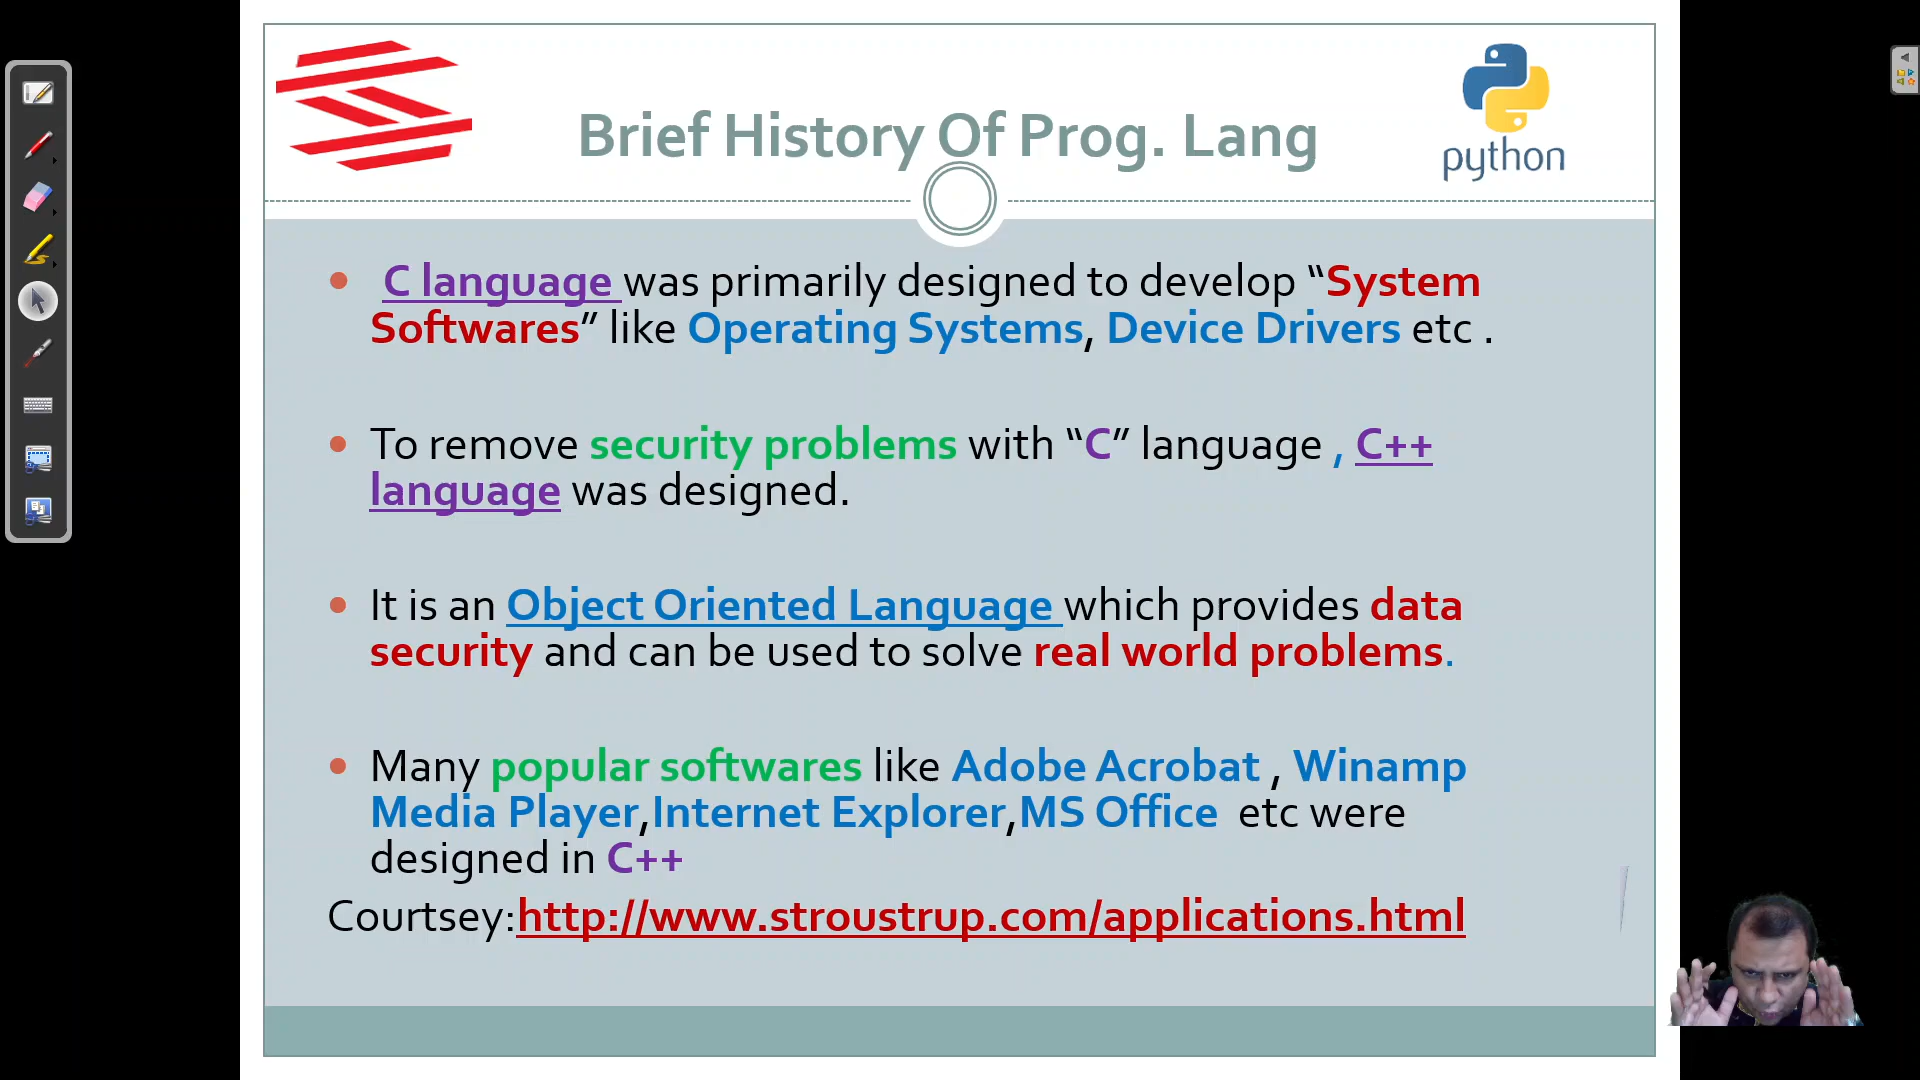 Brief History Of Prog. Lang
python
C language was primarily designed to develop “System
Softwares” like Operating Systems, Device Drivers etc .
To remove security problems with “C” language , C++
language was designed.
It is an Object Oriented Language which provides data
security and can be used to solve real world problems.
Many popular softwares like Adobe Acrobat , Winamp
Media Player,Internet Explorer,MS Office etc were
designed in C++
Courtsey:http://www.stroustrup.com/applications.html